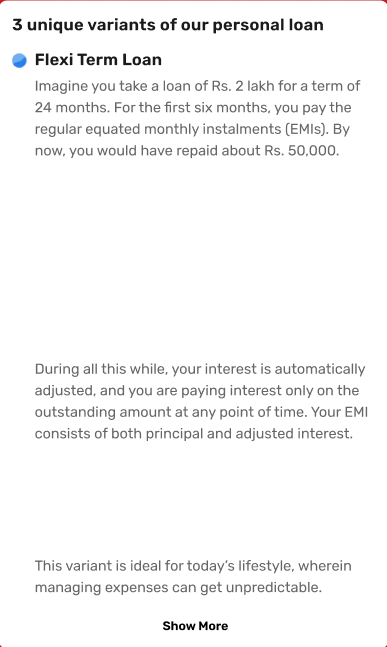 3 unique variants of our personal loan
Flexi Term Loan
Imagine you take a loan of Rs. 2 lakh for a term of
24 months. For the first six months, you pay the
regular equated monthly instalments (EMIs). By
now, you would have repaid about Rs. 50,000.
During all this while, your interest is automatically
adjusted, and you are paying interest only on the
outstanding amount at any point of time. Your EMI
consists of both principal and adjusted interest.
This variant is ideal for today’s lifestyle, wherein
managing expenses can get unpredictable.
Show More